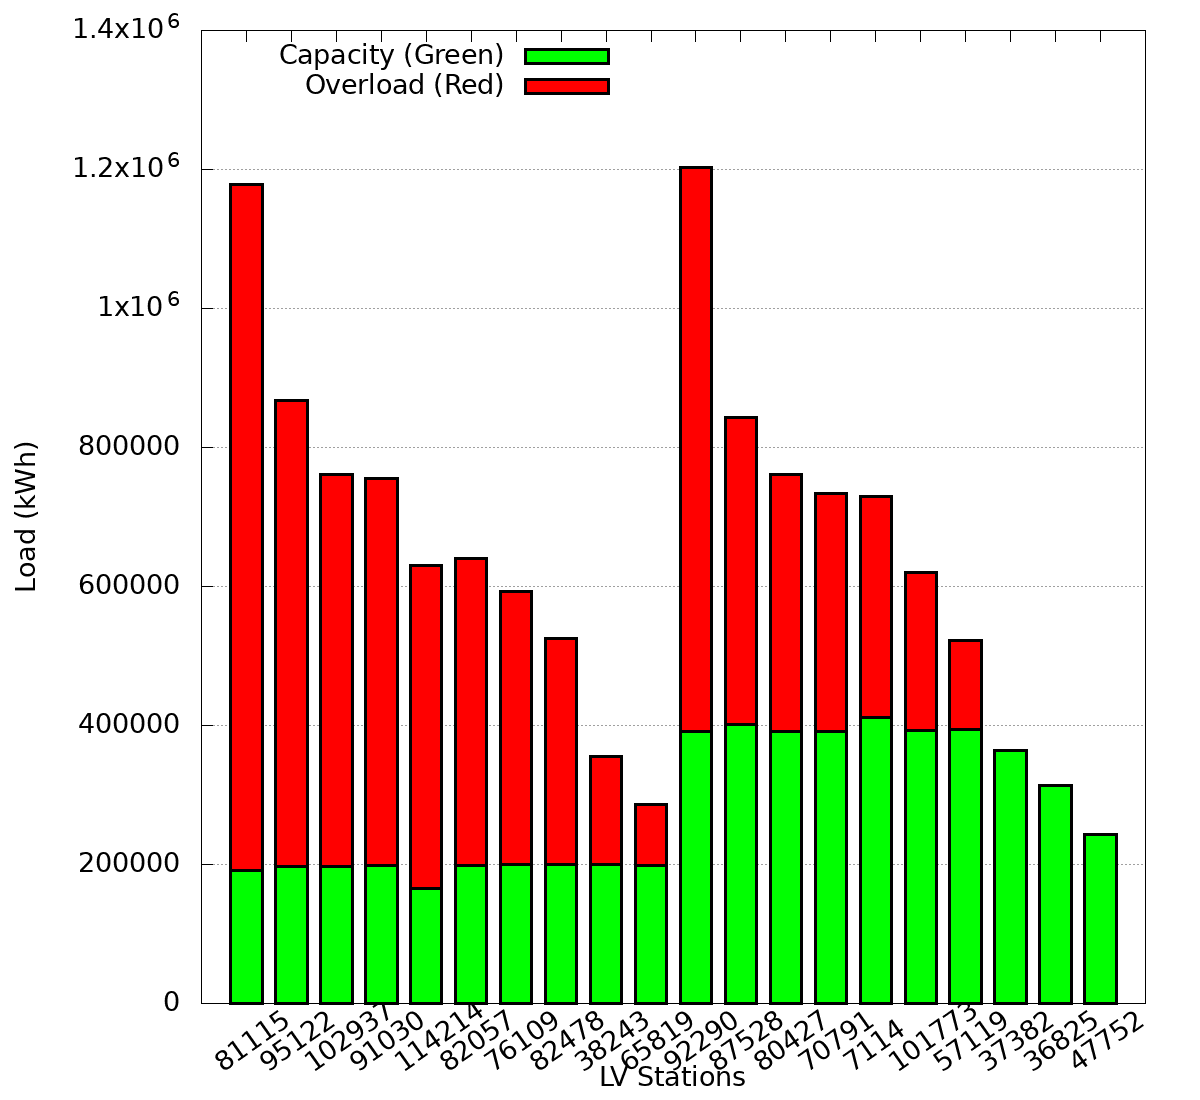 1.4x10^6
Capacity (Green)
Overload (Red)
1.2x10^6
1x10^6
800000
600000
400000
200000
0
Load (kWh)
81115 95122 102937 91030 114214 82057 76109 82478 38243 65819 92290 87528 80427 70791 7114 101773 57119 37382 36825 47752
LV Stations